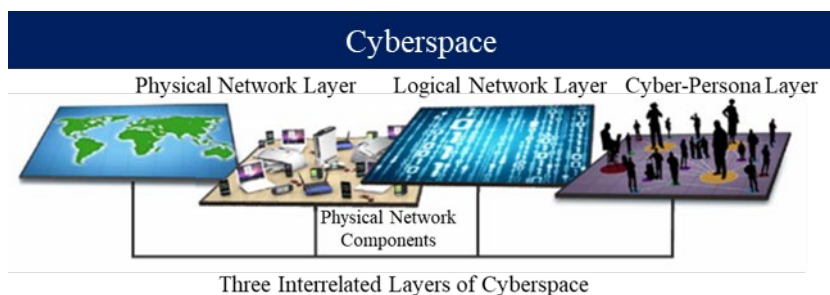 Cyberspace
Physical Network Layer
Logical Network Layer
Cyber-Persona Layer
Physical Network
Components
Three Interrelated Layers of Cyberspace